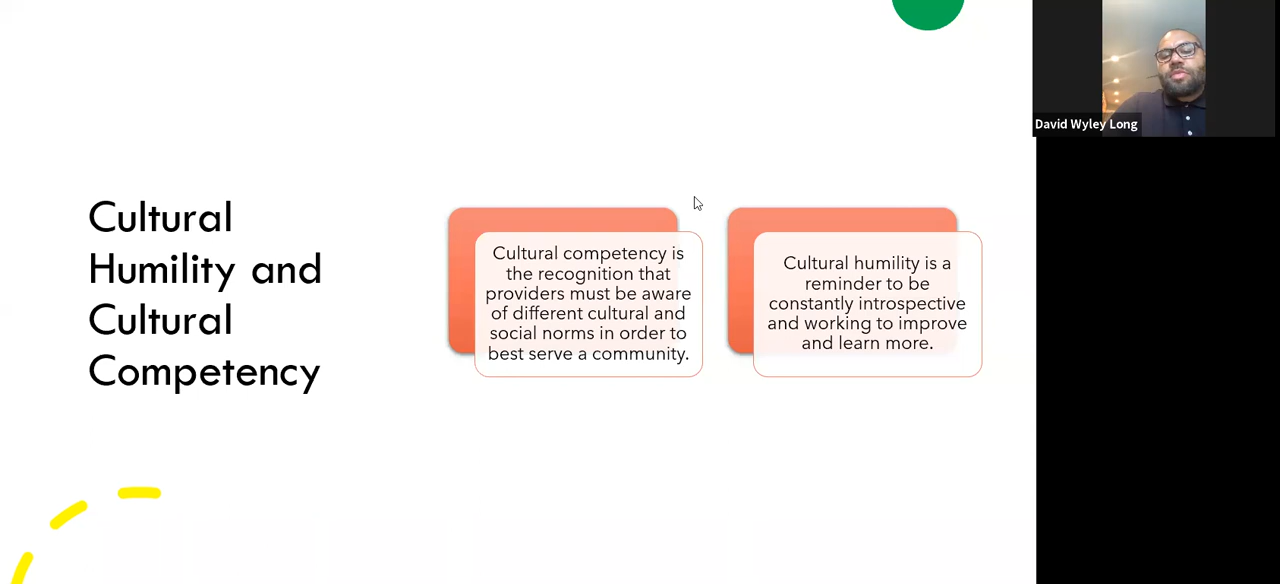 Cultural
Humility and
Cultural
Competency
Cultural competency is
the recognition that
providers must be aware
of different cultural and
social norms in order to
best serve a community.
Cultural humility is a
reminder to be
constantly introspective
and working to improve
and learn more.
David Wyley Long